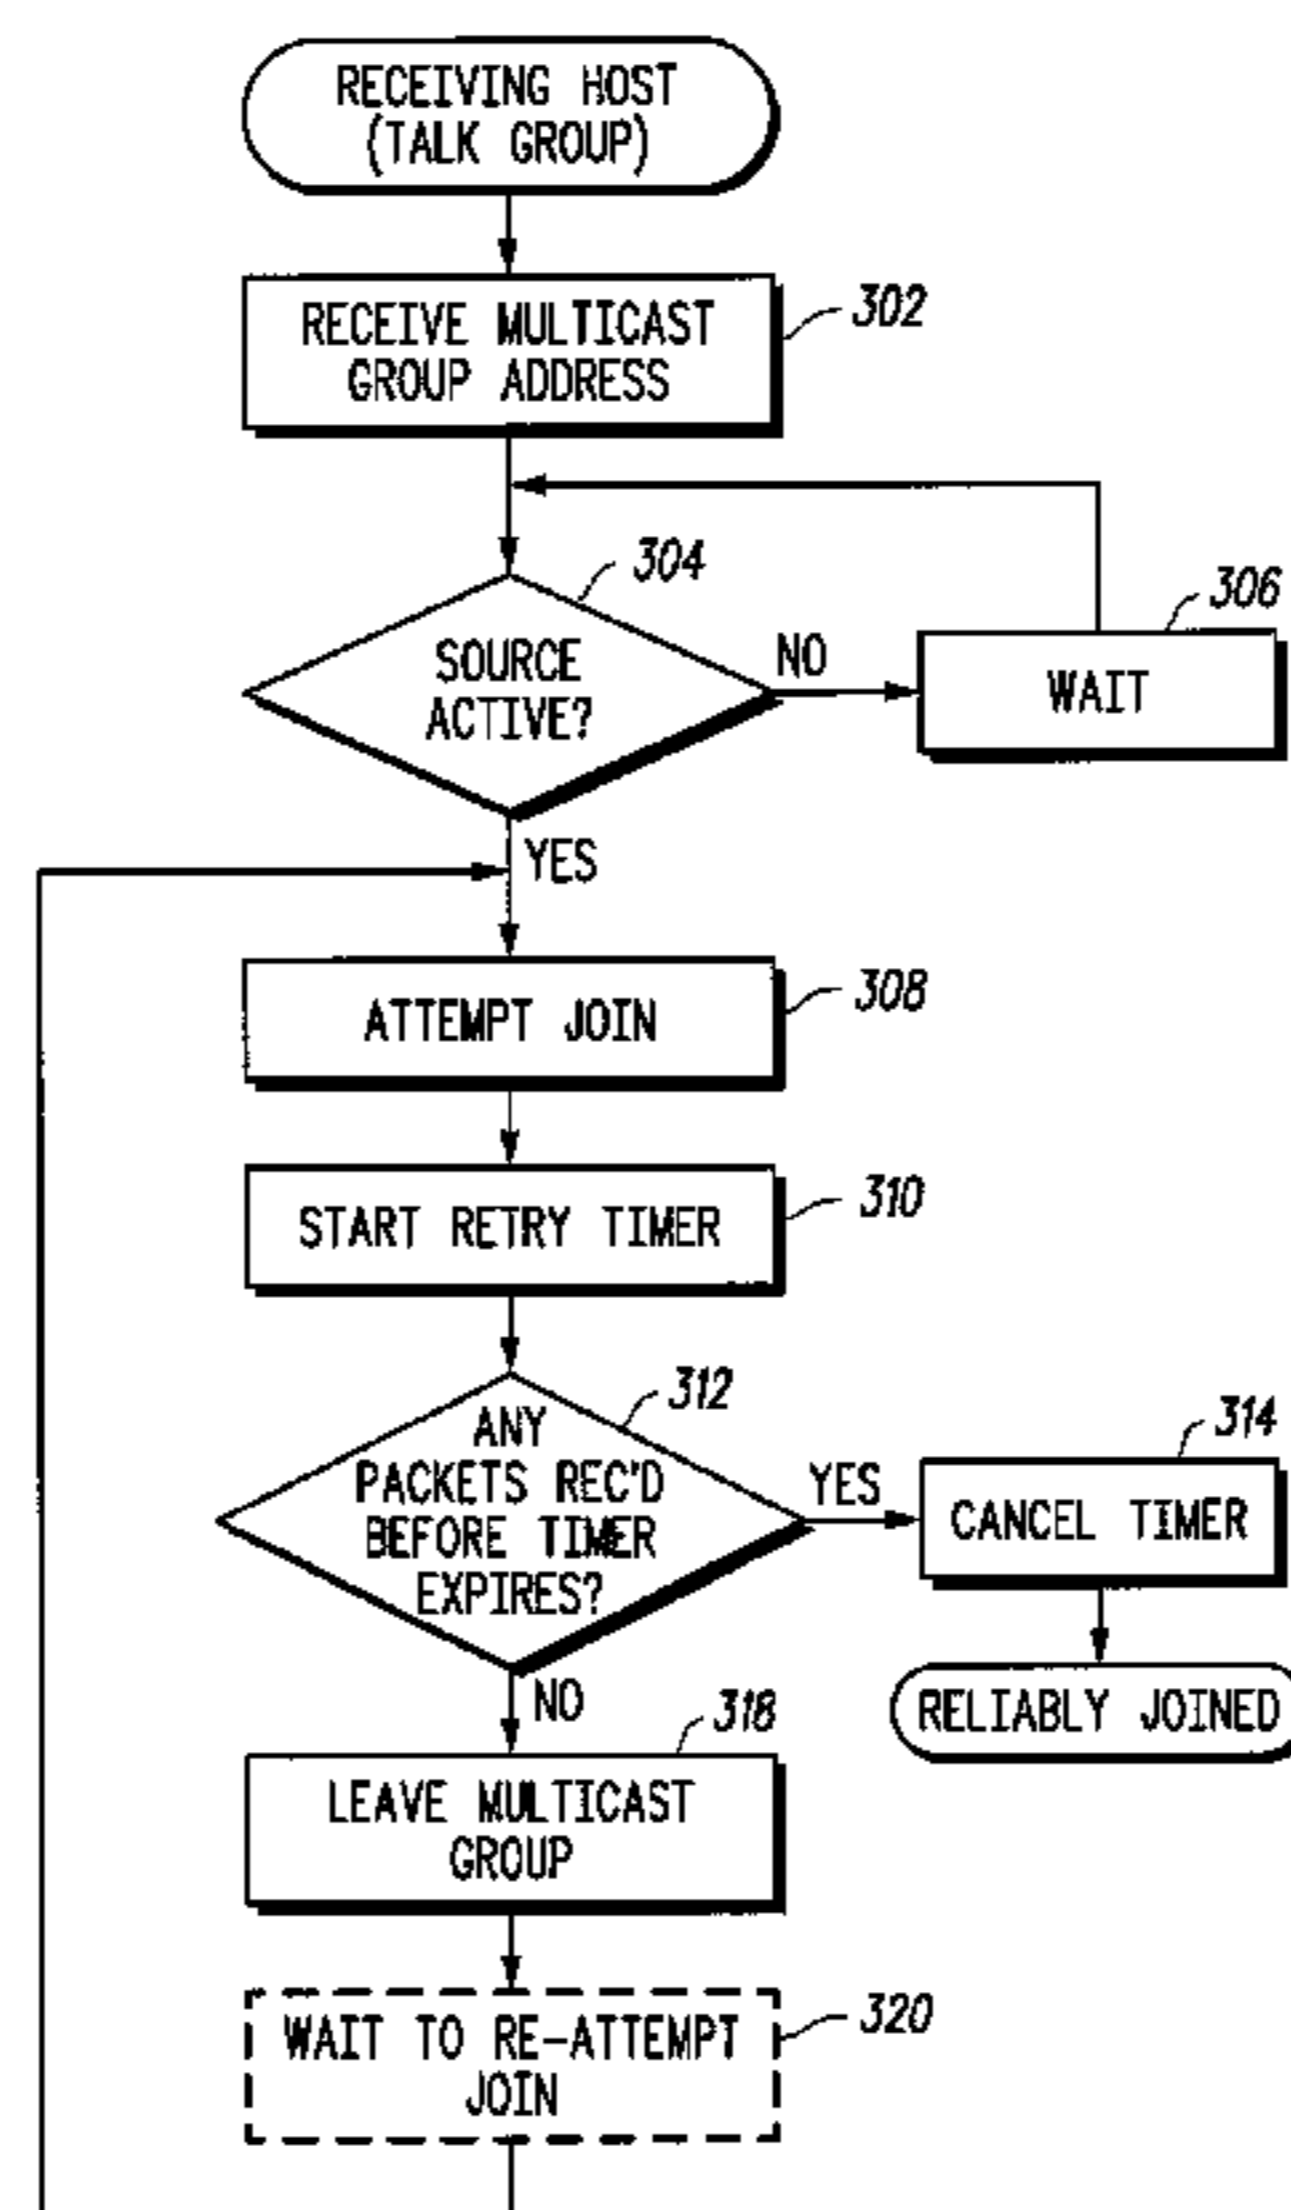 RECEIVING HOST
(TALK GROUP)
RECEIVE MULTICAST
GROUP ADDRESS
302
304
SOURCE
ACTIVE?
NO
306
WAIT
YES
ATTEMPT JOIN
308
START RETRY TIMER
310
312
ANY
PACKETS REC'D
BEFORE TIMER
EXPIRES?
YES
314
CANCEL TIMER
RELIABLY JOINED
NO
318
LEAVE MULTICAST
GROUP
WAIT TO RE-ATTEMPT
JOIN
320